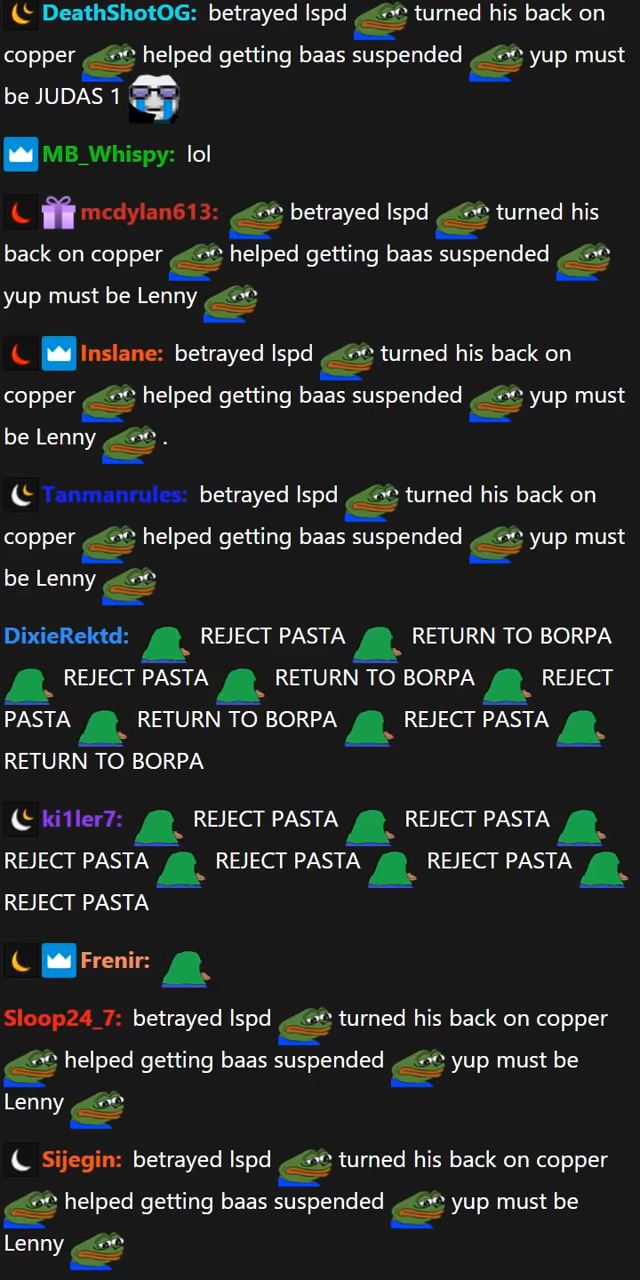 DeathShotOG: betrayed lspd turned his back on
copper helped getting baas suspended yup must
be JUDAS 1
MB_Whispy: lol
mcdylan613: betrayed lspd turned his
back on copper helped getting baas suspended
yup must be Lenny
Inslane: betrayed lspd turned his back on
copper helped getting baas suspended yup must
be Lenny .
Tanmanrules: betrayed lspd turned his back on
copper helped getting baas suspended yup must
be Lenny
DixieRektd: REJECT PASTA RETURN TO BORPA
REJECT PASTA RETURN TO BORPA REJECT
PASTA RETURN TO BORPA REJECT PASTA
RETURN TO BORPA
ki1ler7: REJECT PASTA REJECT PASTA
REJECT PASTA REJECT PASTA REJECT PASTA
REJECT PASTA
Frenir:
Sloop24_7: betrayed lspd turned his back on copper
helped getting baas suspended yup must be
Lenny
Sijegin: betrayed lspd turned his back on copper
helped getting baas suspended yup must be
Lenny